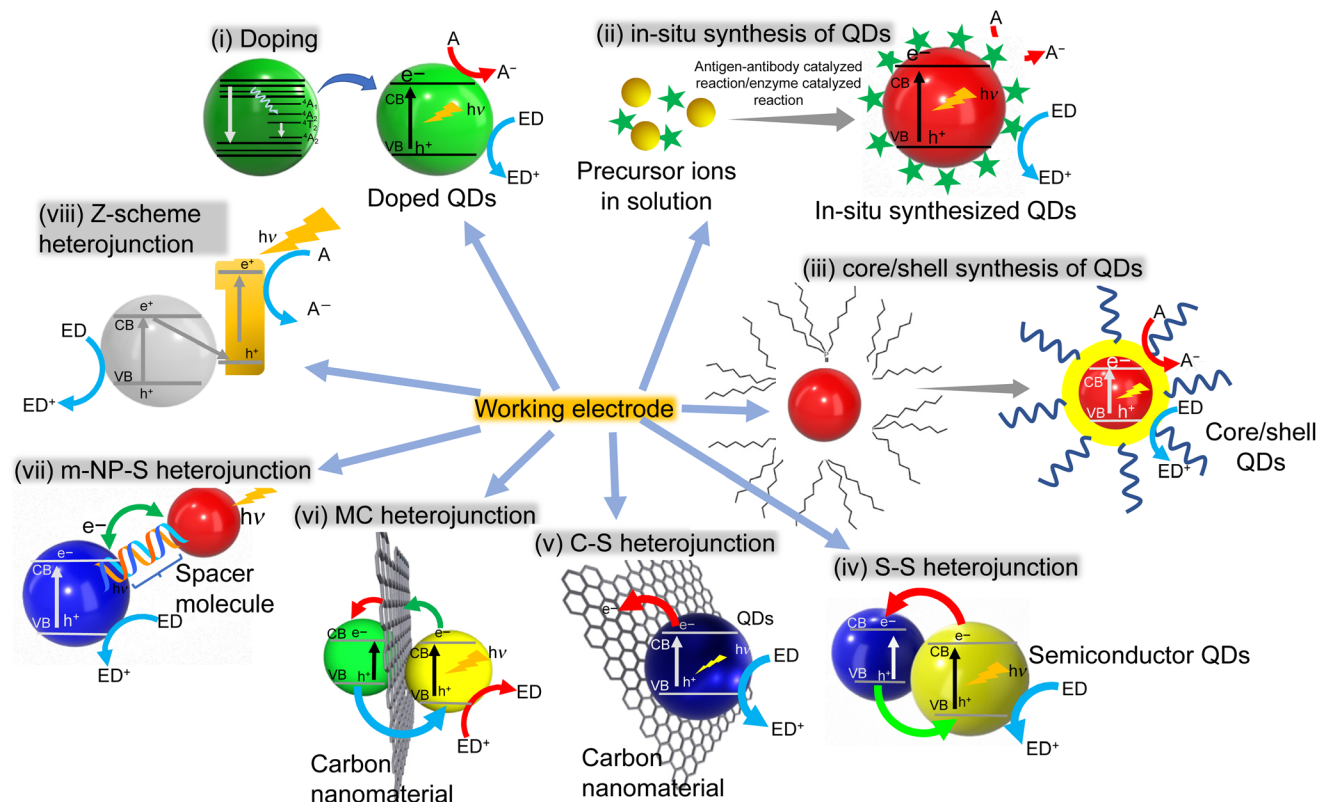 (i) Doping
⁴A₁
⁴A₂
⁴T₂
⁴A₂
A
A⁻
e−
CB
hν
VB
h⁺
ED
ED⁺
Doped QDs
(ii) in-situ synthesis of QDs
Antigen-antibody catalyzed
reaction/enzyme catalyzed
reaction
Precursor ions
in solution
A
A⁻
e−
CB
hν
VB
h⁺
ED
ED⁺
In-situ synthesized QDs
(viii) Z-scheme
heterojunction
hν
A
A⁻
e⁺
h⁺
ED
e⁺
CB
VB
h⁺
ED⁺
(iii) core/shell synthesis of QDs
A
A⁻
e−
CB
VB
h⁺
ED
ED⁺
Core/shell
QDs
Working electrode
(vii) m-NP-S heterojunction
e−
hν
e−
CB
hν
VB
h⁺
Spacer
molecule
ED
ED⁺
(vi) MC heterojunction
CB
e−
VB
h⁺
e−
CB
hν
VB
h⁺
ED
ED⁺
Carbon
nanomaterial
(v) C-S heterojunction
e−
QDs
e−
CB
hν
VB
h⁺
ED
ED⁺
Carbon
nanomaterial
(iv) S-S heterojunction
CB
e−
VB
h⁺
e−
CB
hν
VB
h⁺
Semiconductor QDs
ED
ED⁺